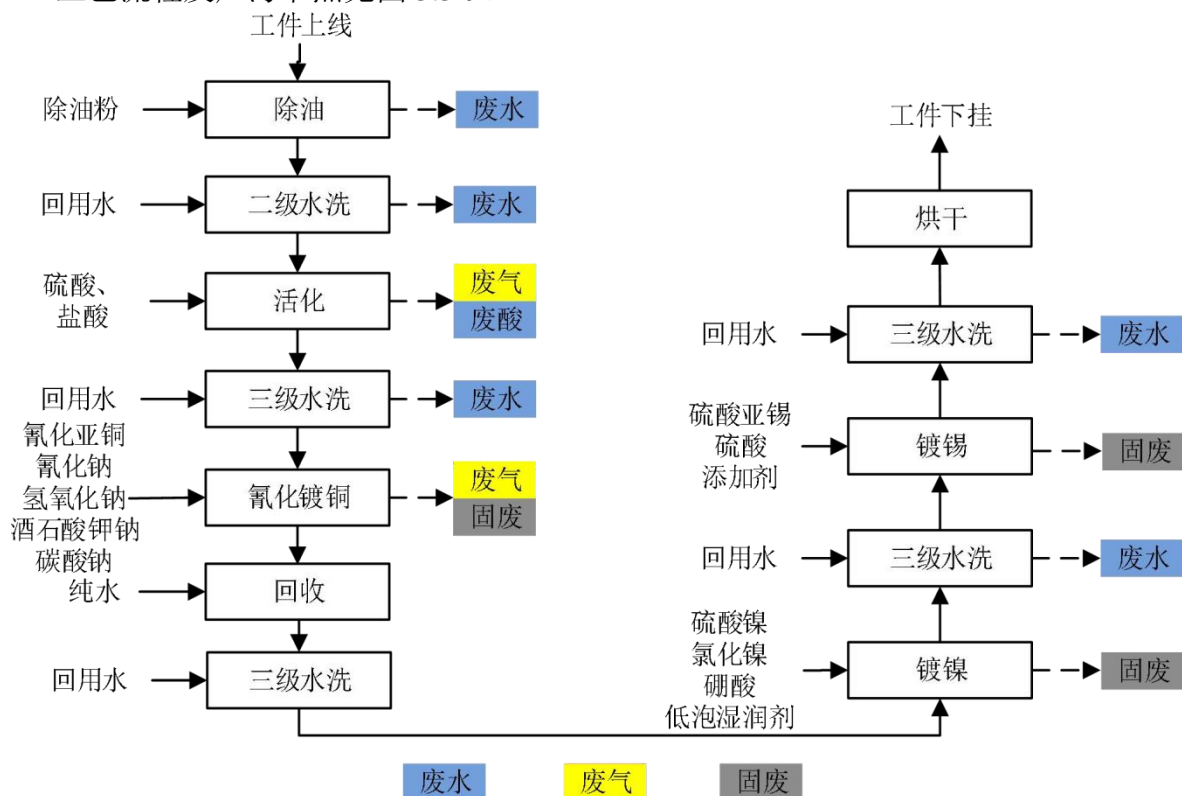 工件上线
除油粉
除油
废水
回用水
二级水洗
废水
硫酸、
盐酸
活化
废气
废酸
回用水
三级水洗
废水
氰化亚铜
氰化钠
氢氧化钠
酒石酸钾钠
碳酸钠
氰化镀铜
废气
固废
纯水
回收
回用水
三级水洗
工件下挂
烘干
回用水
三级水洗
废水
硫酸亚锡
硫酸
添加剂
镀锡
固废
回用水
三级水洗
废水
硫酸镍
氯化镍
硼酸
低泡湿润剂
镀镍
固废
废水
废气
固废